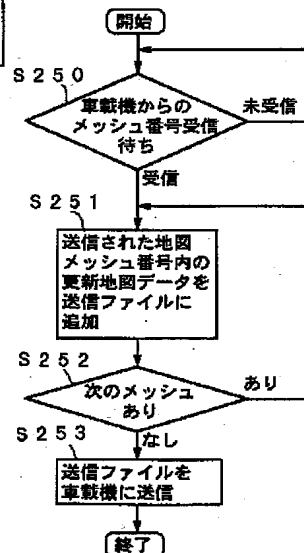 開始
S250
車載機からの
メッシュ番号受信
待ち
未受信
受信
S251
送信された地図
メッシュ番号内の
更新地図データを
送信ファイルに
追加
S252
次のメッシュ
あり
あり
なし
S253
送信ファイルを
車載機に送信
終了